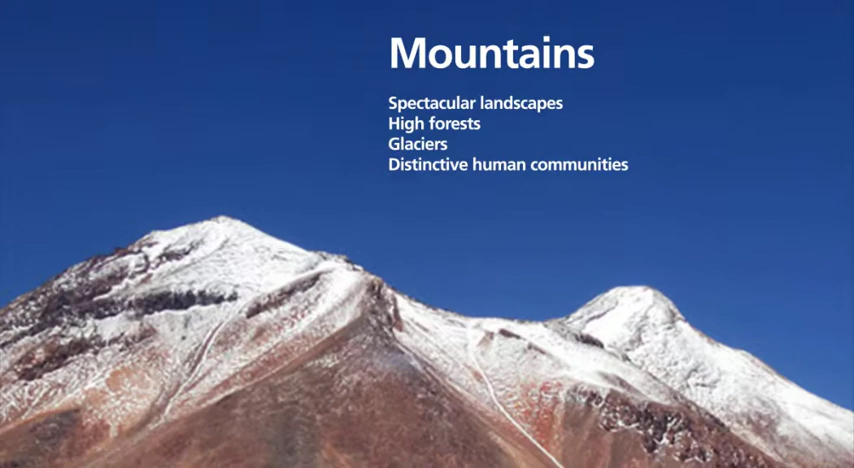 Mountains
Spectacular landscapes
High forests
Glaciers
Distinctive human communities